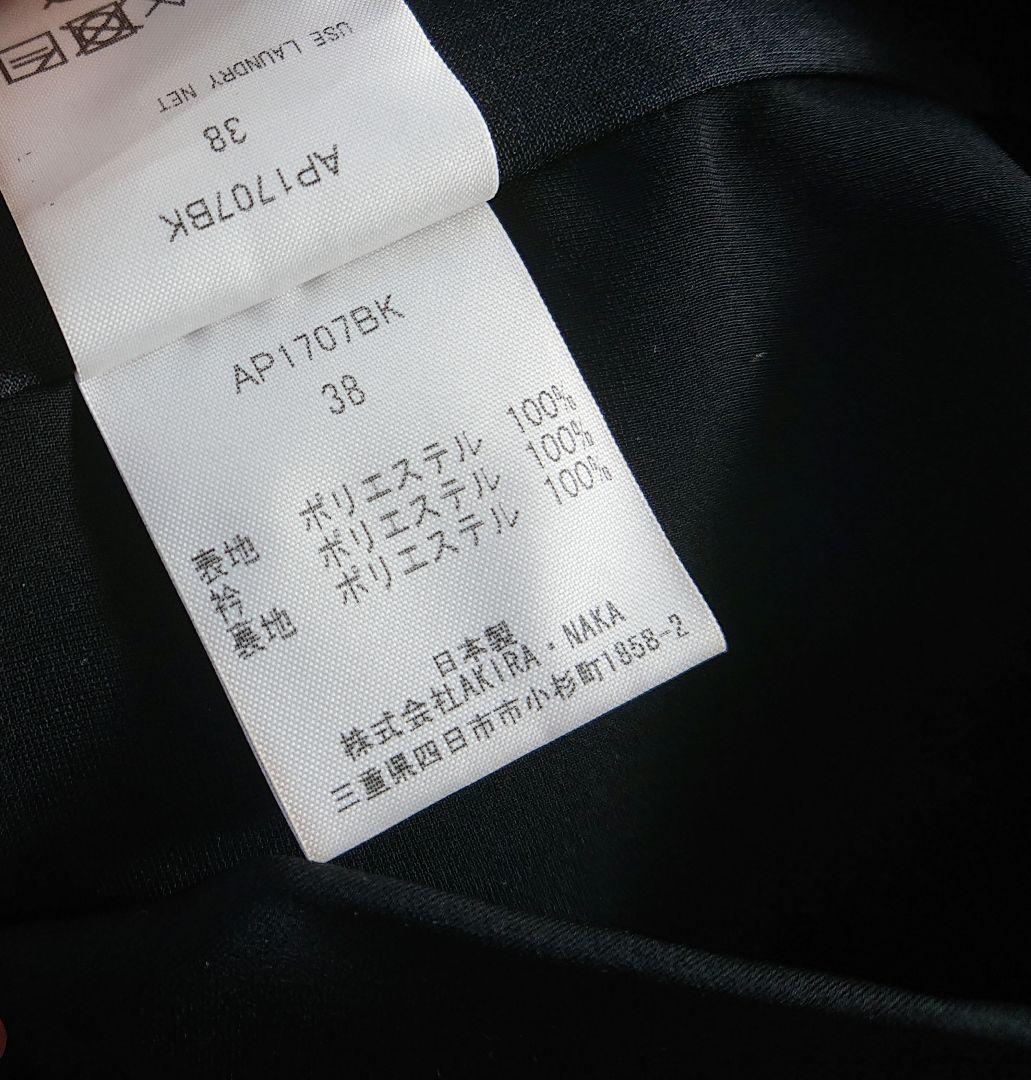 USE LAUNDRY NET
38
AP1707BK
AP1707BK
38
表地 ポリエステル 100%
衿 ポリエステル 100%
裏地 ポリエステル 100%
日本製
株式会社AKIRA・NAKA
三重県四日市市小杉町1858-2